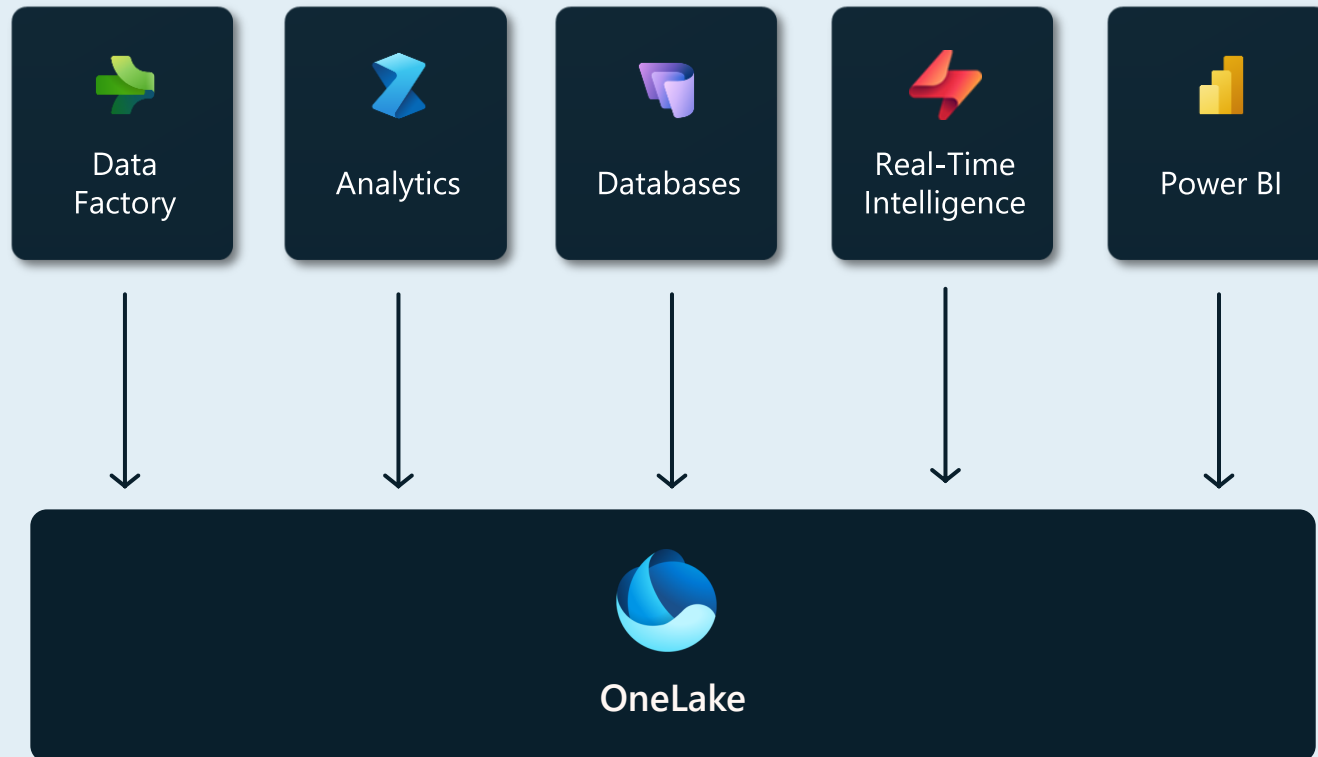 Data
Factory
Analytics
Databases
Real-Time
Intelligence
Power BI
OneLake